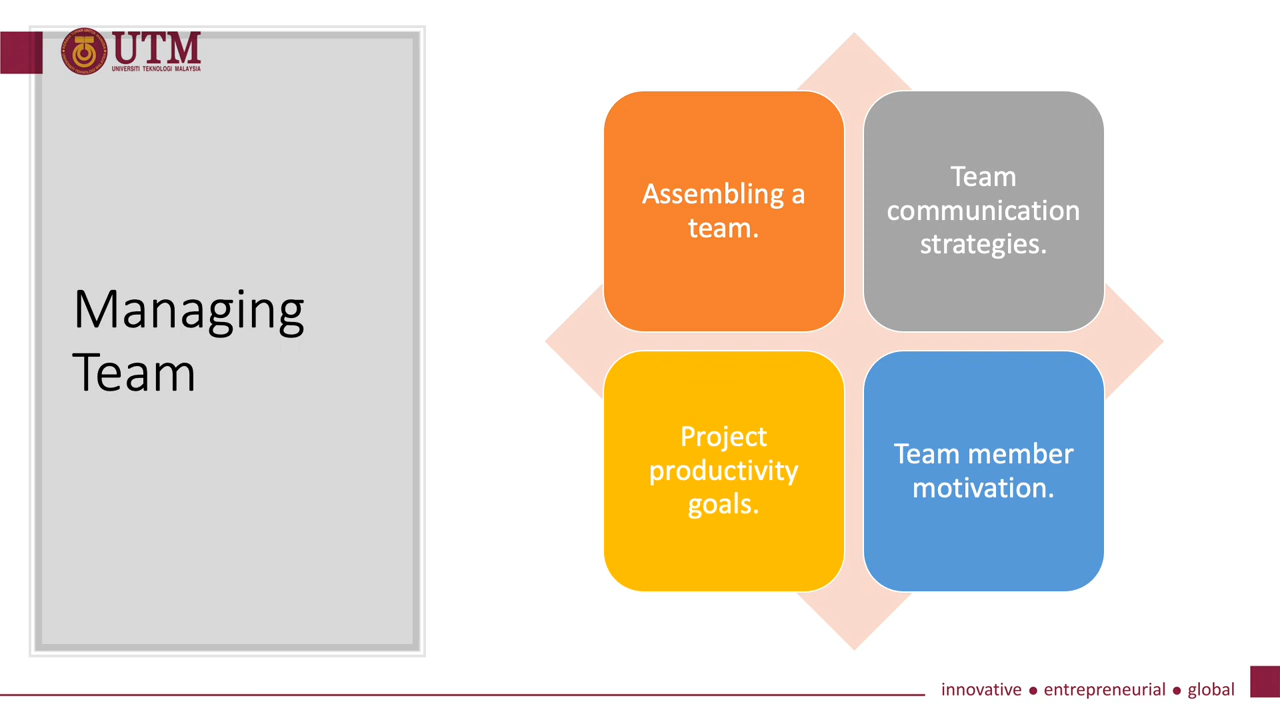 UTM
UNIVERSITI TEKNOLOGI MALAYSIA
Managing
Team
Assembling a
team.
Team
communication
strategies.
Project
productivity
goals.
Team member
motivation.
innovative ● entrepreneurial ● global